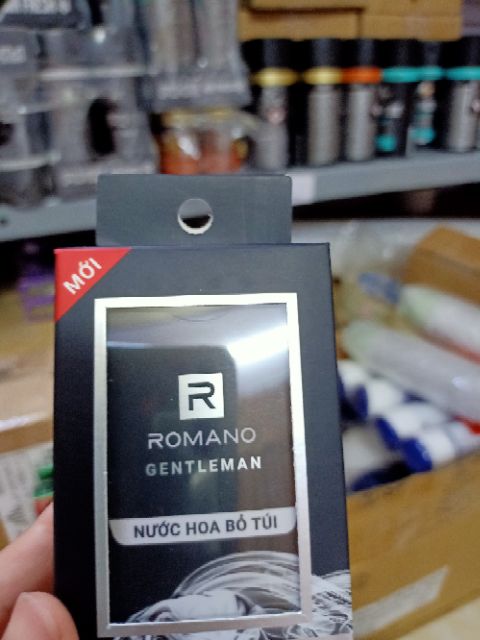 MỚI
R
ROMANO
GENTLEMAN
NƯỚC HOA BỎ TÚI